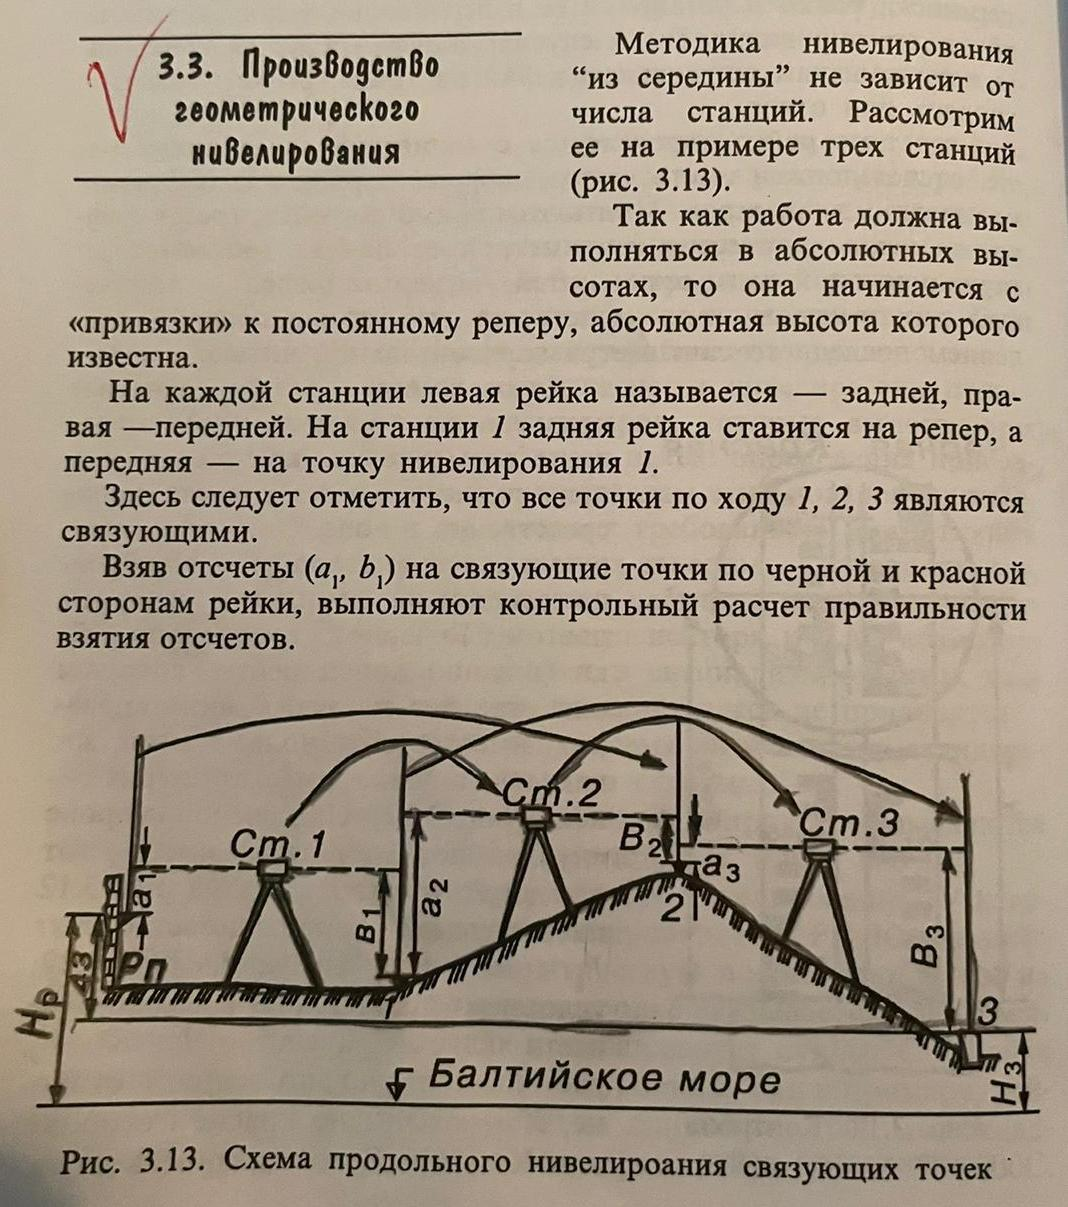 3.3. Производство
геометрического
нивелирования
Методика нивелирования
“из середины” не зависит от
числа станций. Рассмотрим
ее на примере трех станций
(рис. 3.13).
Так как работа должна вы-
полняться в абсолютных вы-
сотах, то она начинается с
«привязки» к постоянному реперу, абсолютная высота которого
известна.
На каждой станции левая рейка называется — задней, пра-
вая —передней. На станции 1 задняя рейка ставится на репер, а
передняя — на точку нивелирования 1.
Здесь следует отметить, что все точки по ходу 1, 2, 3 являются
связующими.
Взяв отсчеты (a₁, b₁) на связующие точки по черной и красной
сторонам рейки, выполняют контрольный расчет правильности
взятия отсчетов.
Ст.1
Ст.2
Ст.3
a₁
B₁
a₂
B₂
a₃
B₃
Рп
Hр
1
2
3
H₃
Балтийское море
Рис. 3.13. Схема продольного нивелироания связующих точек